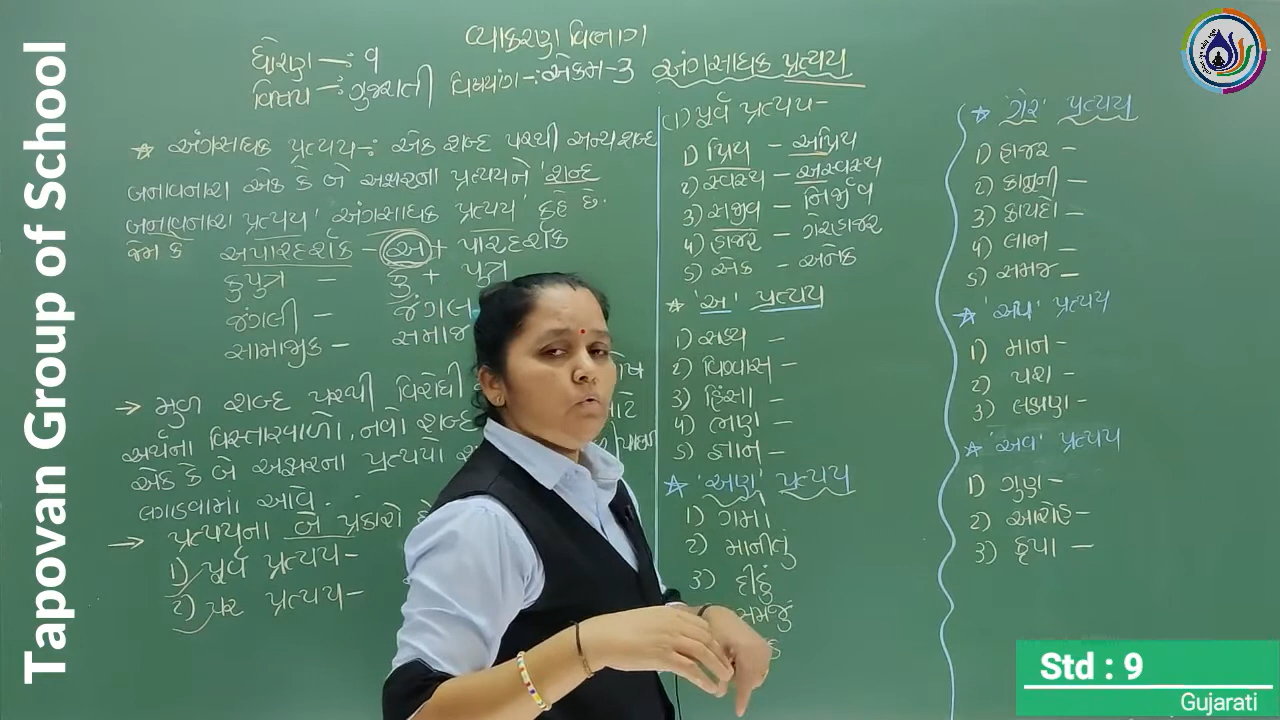 Tapovan Group of School
વ્યાકરણ વિભાગ
ધોરણ → : ૯
વિષય → : ગુજરાતી વિષયાંગ - : એકમ-3 અંગસાધક પ્રત્યય
☆ અંગસાધક પ્રત્યય - : એક શબ્દ પરથી અન્ય શબ્દ
બનાવનારા એક કે બે અક્ષરના પ્રત્યયને 'શબ્દ
બનાવનારા પ્રત્યય' 'અંગસાધક પ્રત્યય' કહે છે.
જેમ કે અપારદર્શક - અ + પારદર્શક
કુપુત્ર - કુ + પુત્ર
જંગલી - જંગલ
સામાજીક - સમાજ
→ મુળ શબ્દ પરથી વિરોધી
અર્થના વિસ્તારવાળો, નવો શબ્દ
એક કે બે અક્ષરના પ્રત્યયો
લગાડવામાં આવે.
→ પ્રત્યયના બે પ્રકારો
1) પૂર્વ પ્રત્યય-
2) પર પ્રત્યય-
(1) પૂર્વ પ્રત્યય-
1) પ્રિય - અપ્રિય
2) સ્વસ્થ - અસ્વસ્થ
3) સજીવ - નિર્જીવ
4) હાજર - ગેરહાજર
5) એક - અનેક
☆ 'અ' પ્રત્યય
1) સહ્ય -
2) વિશ્વાસ -
3) હિંસા -
4) ભણ -
5) જ્ઞાન -
☆ 'અણ' પ્રત્યય
1) ગમા
2) માનીતું
3) દીઠું
સમજું
☆ 'ગેર' પ્રત્યય
1) હાજર -
2) કાનુની -
3) કાયદો -
4) લાભ -
5) સમજ -
☆ 'અપ' પ્રત્યય
1) માન -
2) યશ -
3) લક્ષણ -
☆ 'અવ' પ્રત્યય
1) ગુણ -
2) આરોહ -
3) કૃપા -
Std : 9
Gujarati